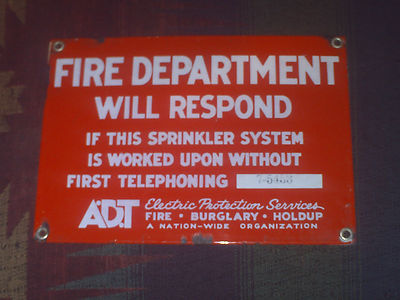 FIRE DEPARTMENT
WILL RESPOND
IF THIS SPRINKLER SYSTEM
IS WORKED UPON WITHOUT
FIRST TELEPHONING
ADT Electric Protection Services
FIRE • BURGLARY • HOLDUP
A NATION-WIDE ORGANIZATION